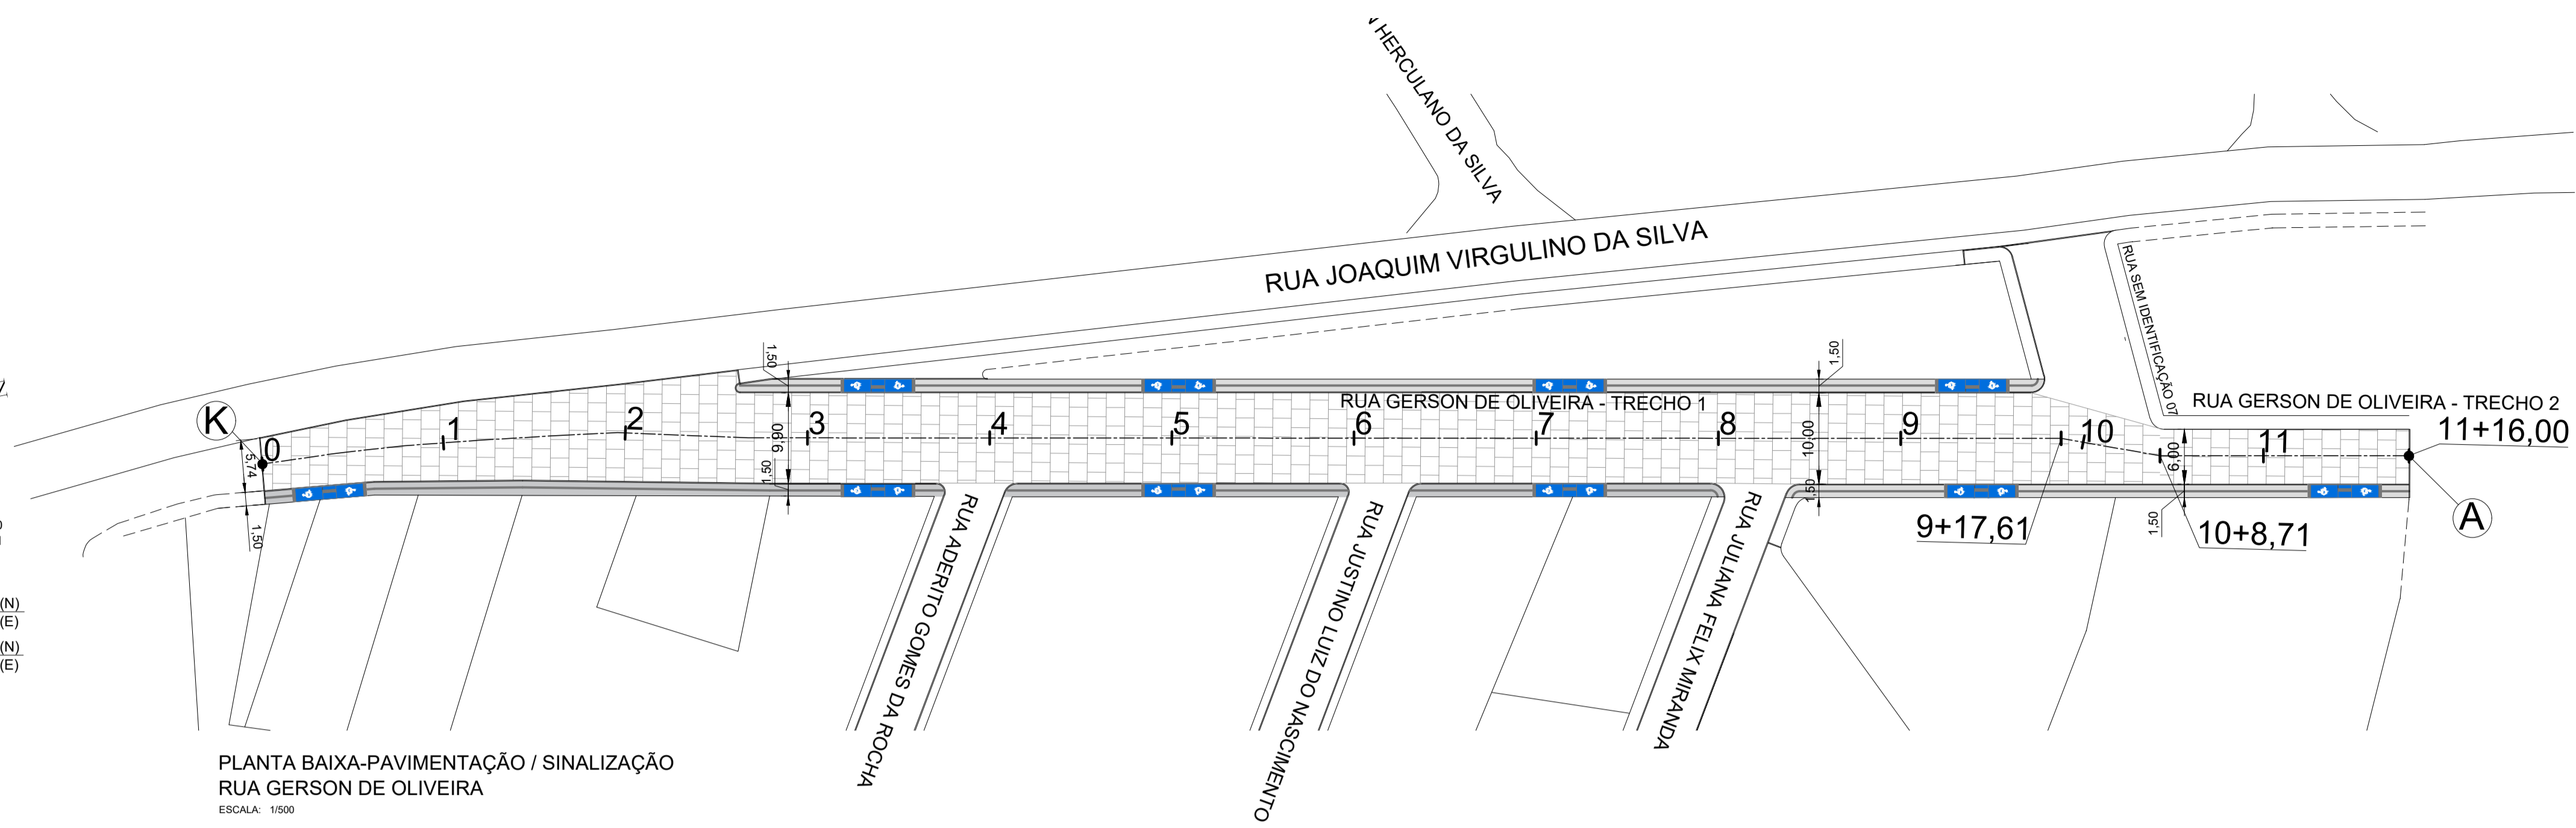 HERCULANO DA SILVA
RUA JOAQUIM VIRGULINO DA SILVA
RUA SEM IDENTIFICAÇÃO 07
RUA GERSON DE OLIVEIRA - TRECHO 1
RUA GERSON DE OLIVEIRA - TRECHO 2
11+16,00
K
0
1
2
3
4
5
6
7
8
9
10
11
A
5,74
1,50
1,50
9,90
1,50
1,50
10,00
1,50
6,00
1,50
9+17,61
10+8,71
RUA ADERITO GOMES DA ROCHA
RUA JUSTINO LUIZ DO NASCIMENTO
RUA JULIANA FELIX MIRANDA
(N)
(E)
(N)
(E)
PLANTA BAIXA-PAVIMENTAÇÃO / SINALIZAÇÃO
RUA GERSON DE OLIVEIRA
ESCALA: 1/500